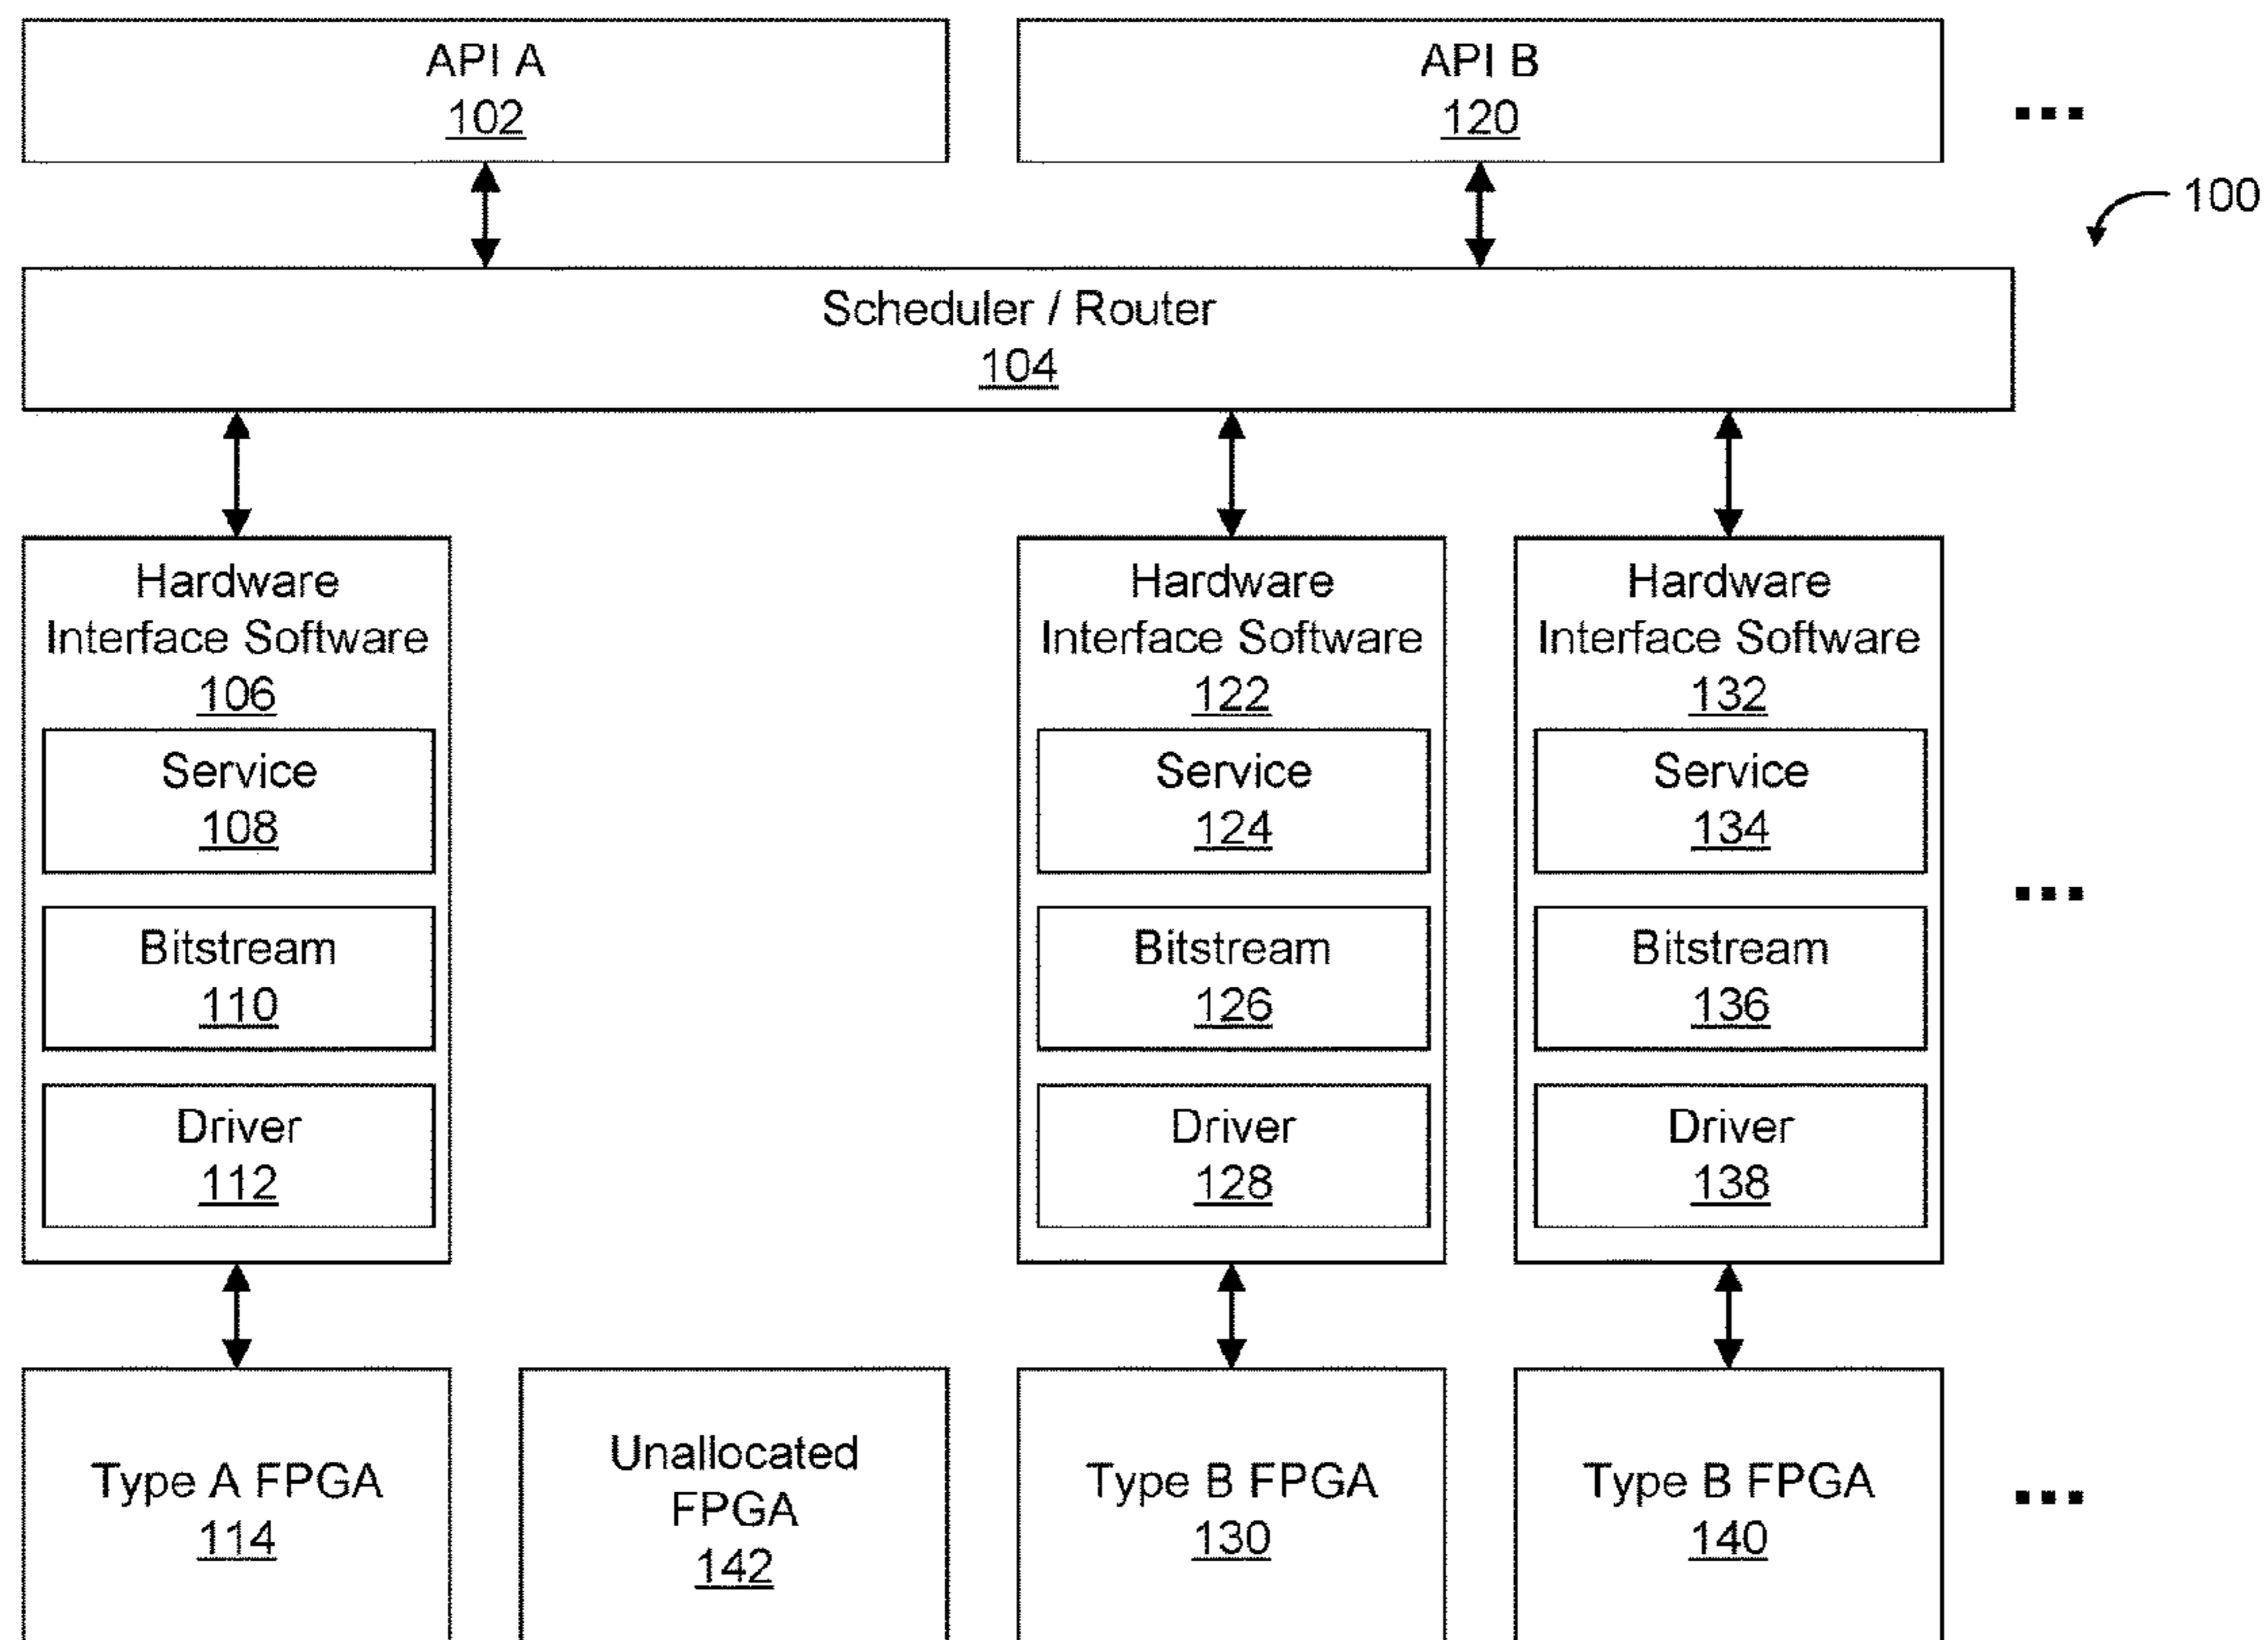 API A
102
API B
120
...
100
Scheduler / Router
104
Hardware
Interface Software
106
Service
108
Bitstream
110
Driver
112
Hardware
Interface Software
122
Service
124
Bitstream
126
Driver
128
Hardware
Interface Software
132
Service
134
Bitstream
136
Driver
138
...
Type A FPGA
114
Unallocated
FPGA
142
Type B FPGA
130
Type B FPGA
140
...